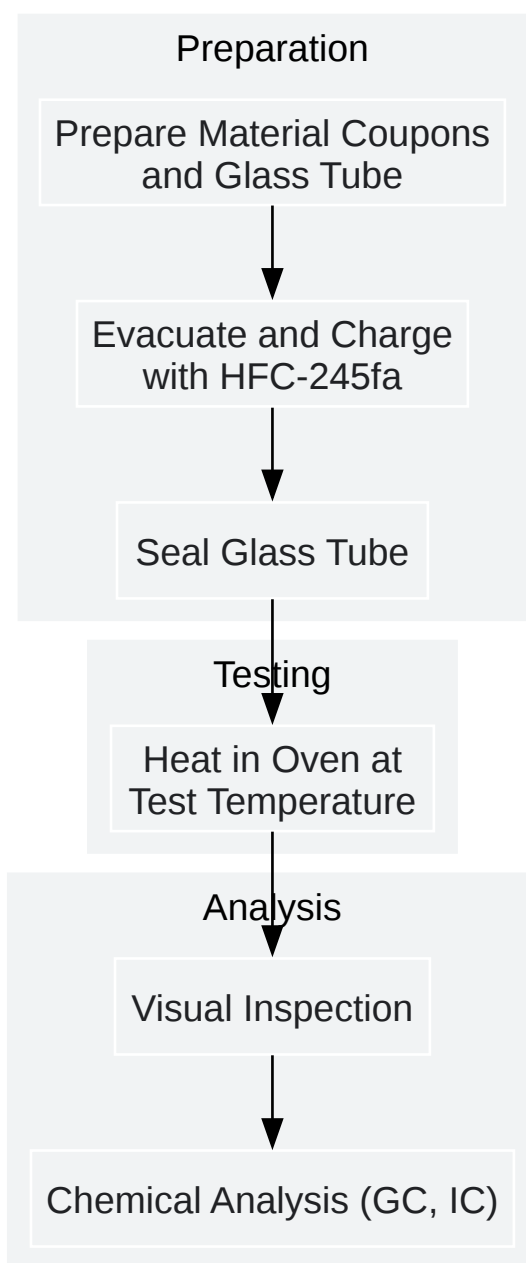 Preparation
Prepare Material Coupons
and Glass Tube
Evacuate and Charge
with HFC-245fa
Seal Glass Tube
Testing
Heat in Oven at
Test Temperature
Analysis
Visual Inspection
Chemical Analysis (GC, IC)